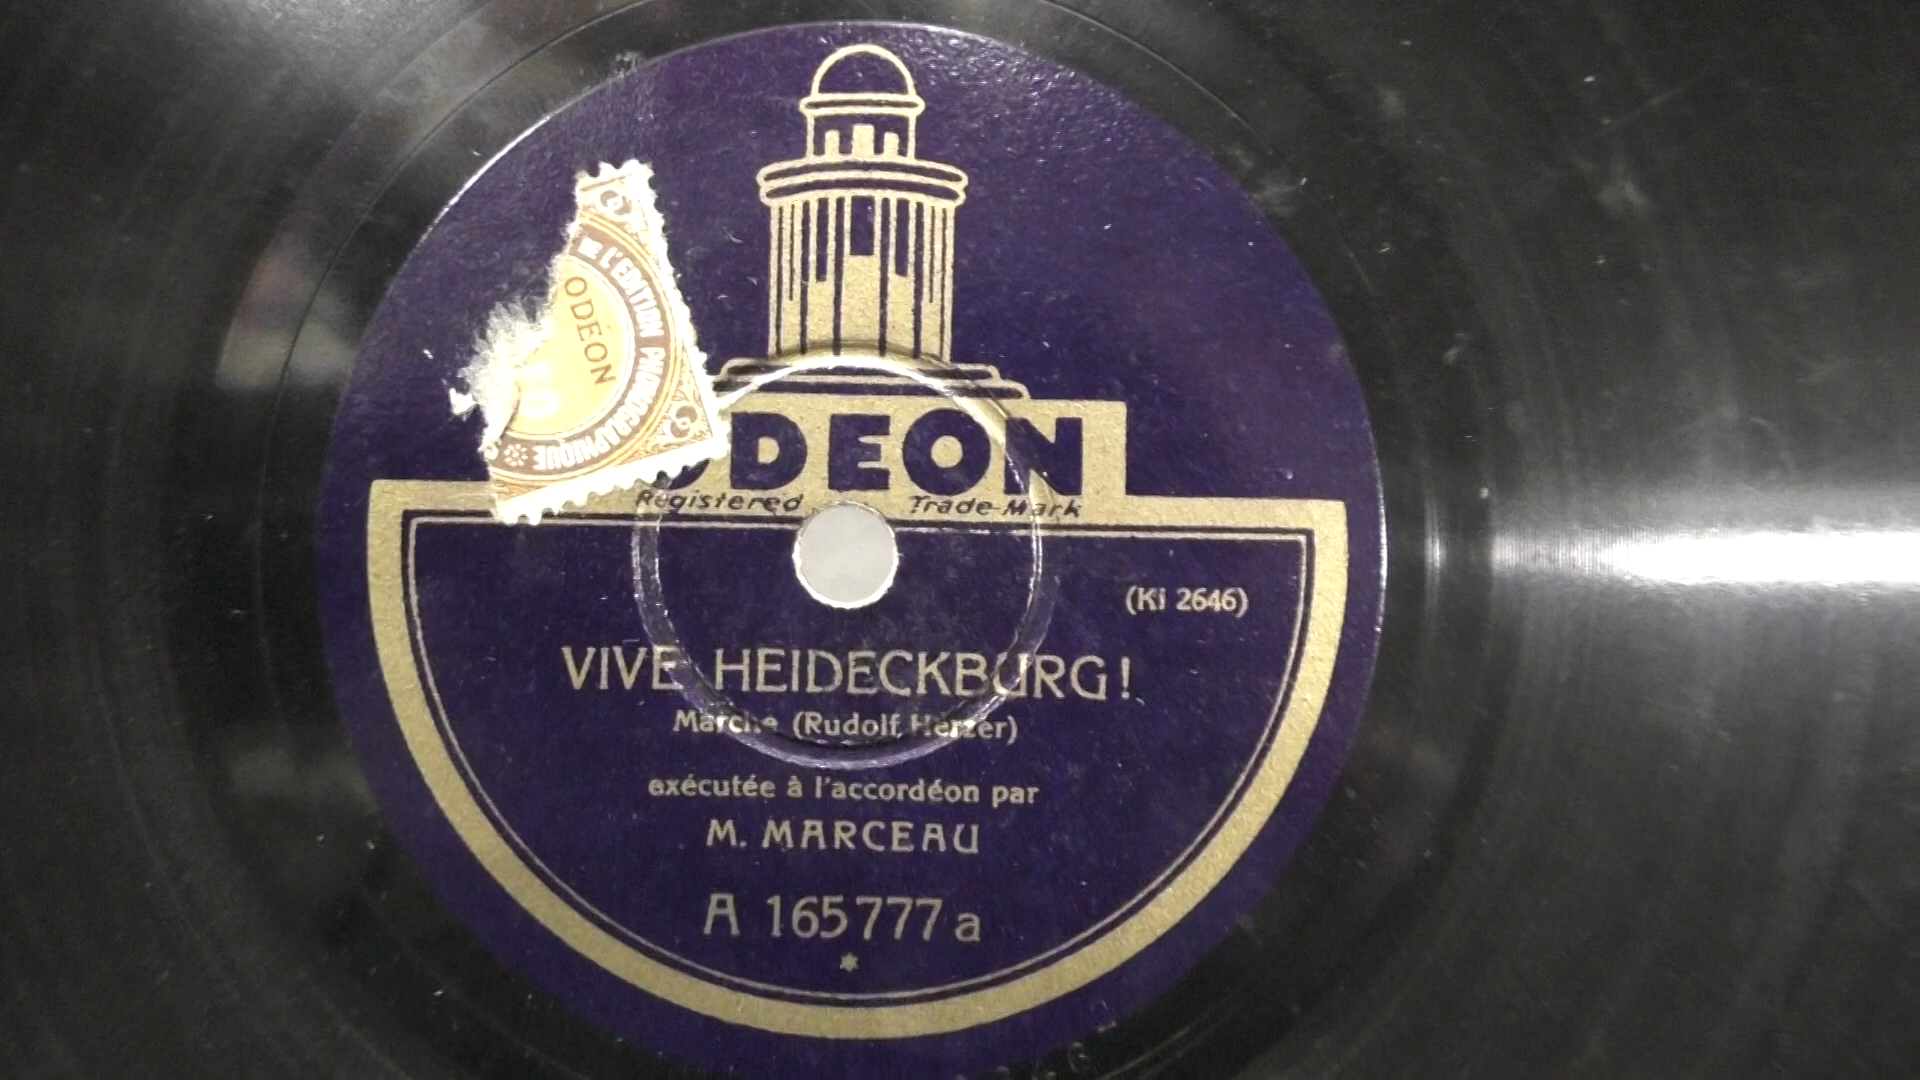 DE L'EDITION PHONOGRAPHIQUE
ODÉON
ODEON
Registered Trade-Mark
(KI 2646)
VIVE HEIDECKBURG!
Marche (Rudolf Herzer)
exécutée à l'accordéon par
M. MARCEAU
A 165777 a